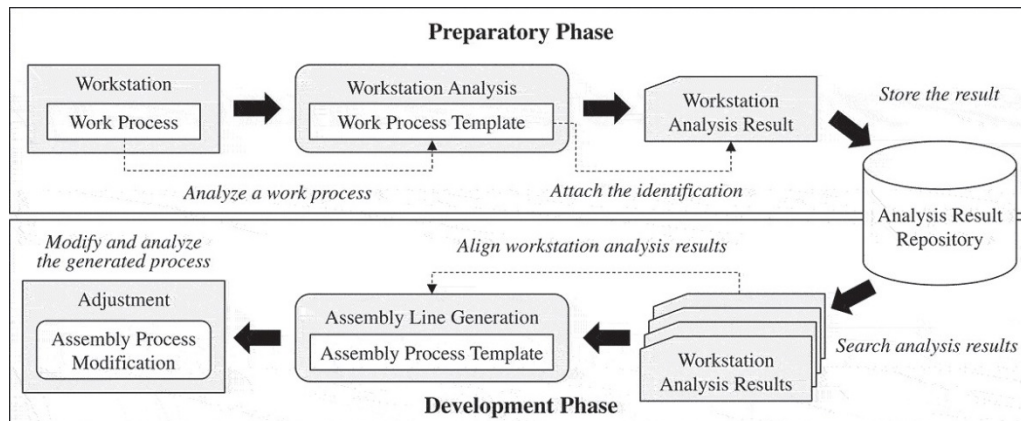 Preparatory Phase
Workstation
Work Process
Workstation Analysis
Work Process Template
Workstation
Analysis Result
Store the result
Analyze a work process
Attach the identification
Analysis Result
Repository
Modify and analyze
the generated process
Align workstation analysis results
Adjustment
Assembly Process
Modification
Assembly Line Generation
Assembly Process Template
Workstation
Analysis Results
Search analysis results
Development Phase